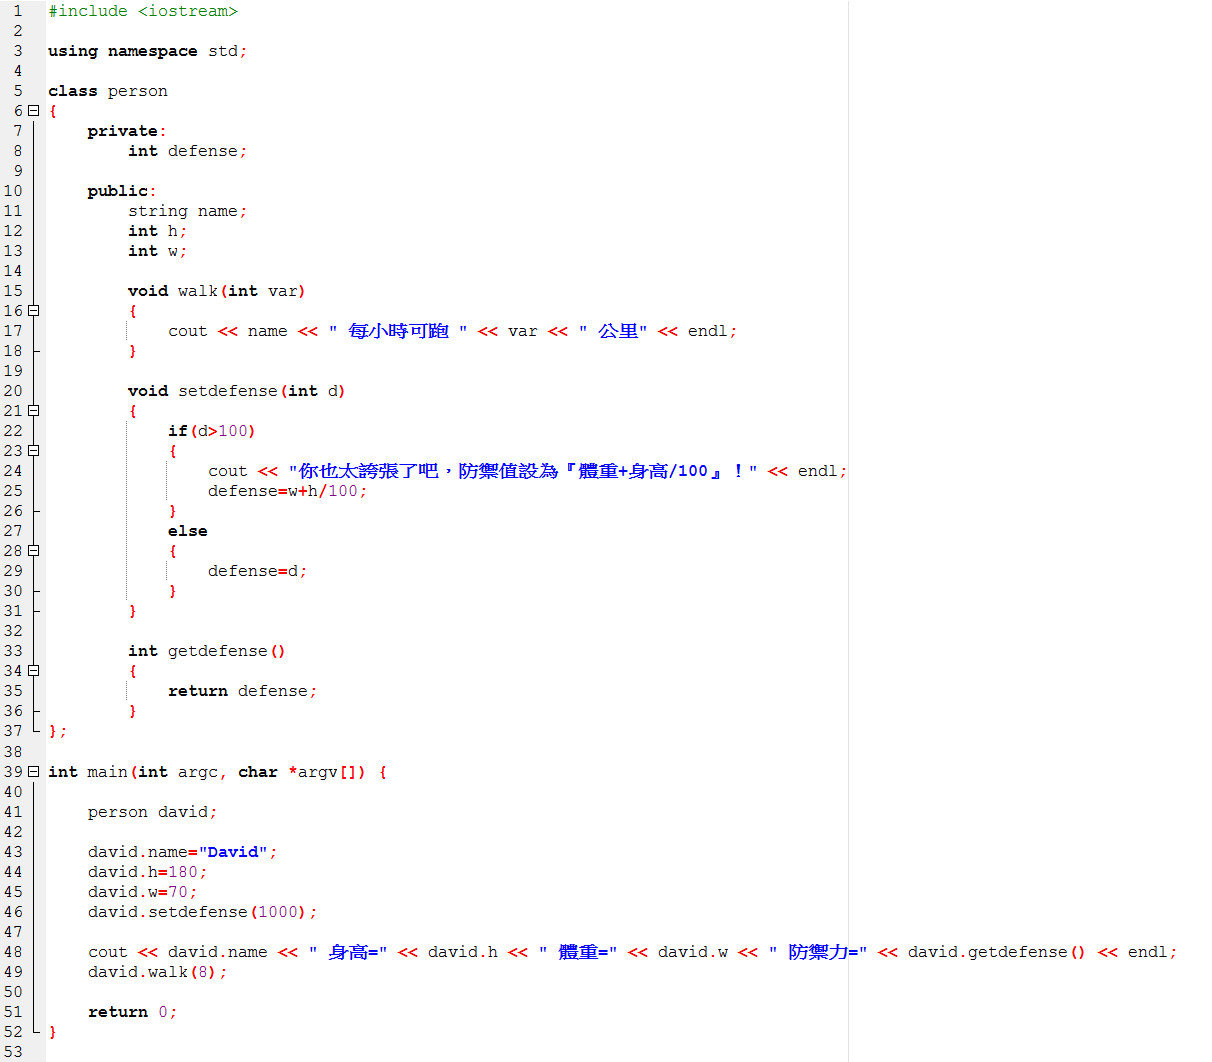 1 #include <iostream>
2
3 using namespace std;
4
5 class person
6 {
7     private:
8         int defense;
9
10     public:
11         string name;
12         int h;
13         int w;
14
15         void walk(int var)
16         {
17             cout << name << " 每小時可跑 " << var << " 公里" << endl;
18         }
19
20         void setdefense(int d)
21         {
22             if(d>100)
23             {
24                 cout << "你也太誇張了吧，防禦值設為『體重+身高/100』！" << endl;
25                 defense=w+h/100;
26             }
27             else
28             {
29                 defense=d;
30             }
31         }
32
33         int getdefense()
34         {
35             return defense;
36         }
37 };
38
39 int main(int argc, char *argv[]) {
40
41     person david;
42
43     david.name="David";
44     david.h=180;
45     david.w=70;
46     david.setdefense(1000);
47
48     cout << david.name << " 身高=" << david.h << " 體重=" << david.w << " 防禦力=" << david.getdefense() << endl;
49     david.walk(8);
50
51     return 0;
52 }
53